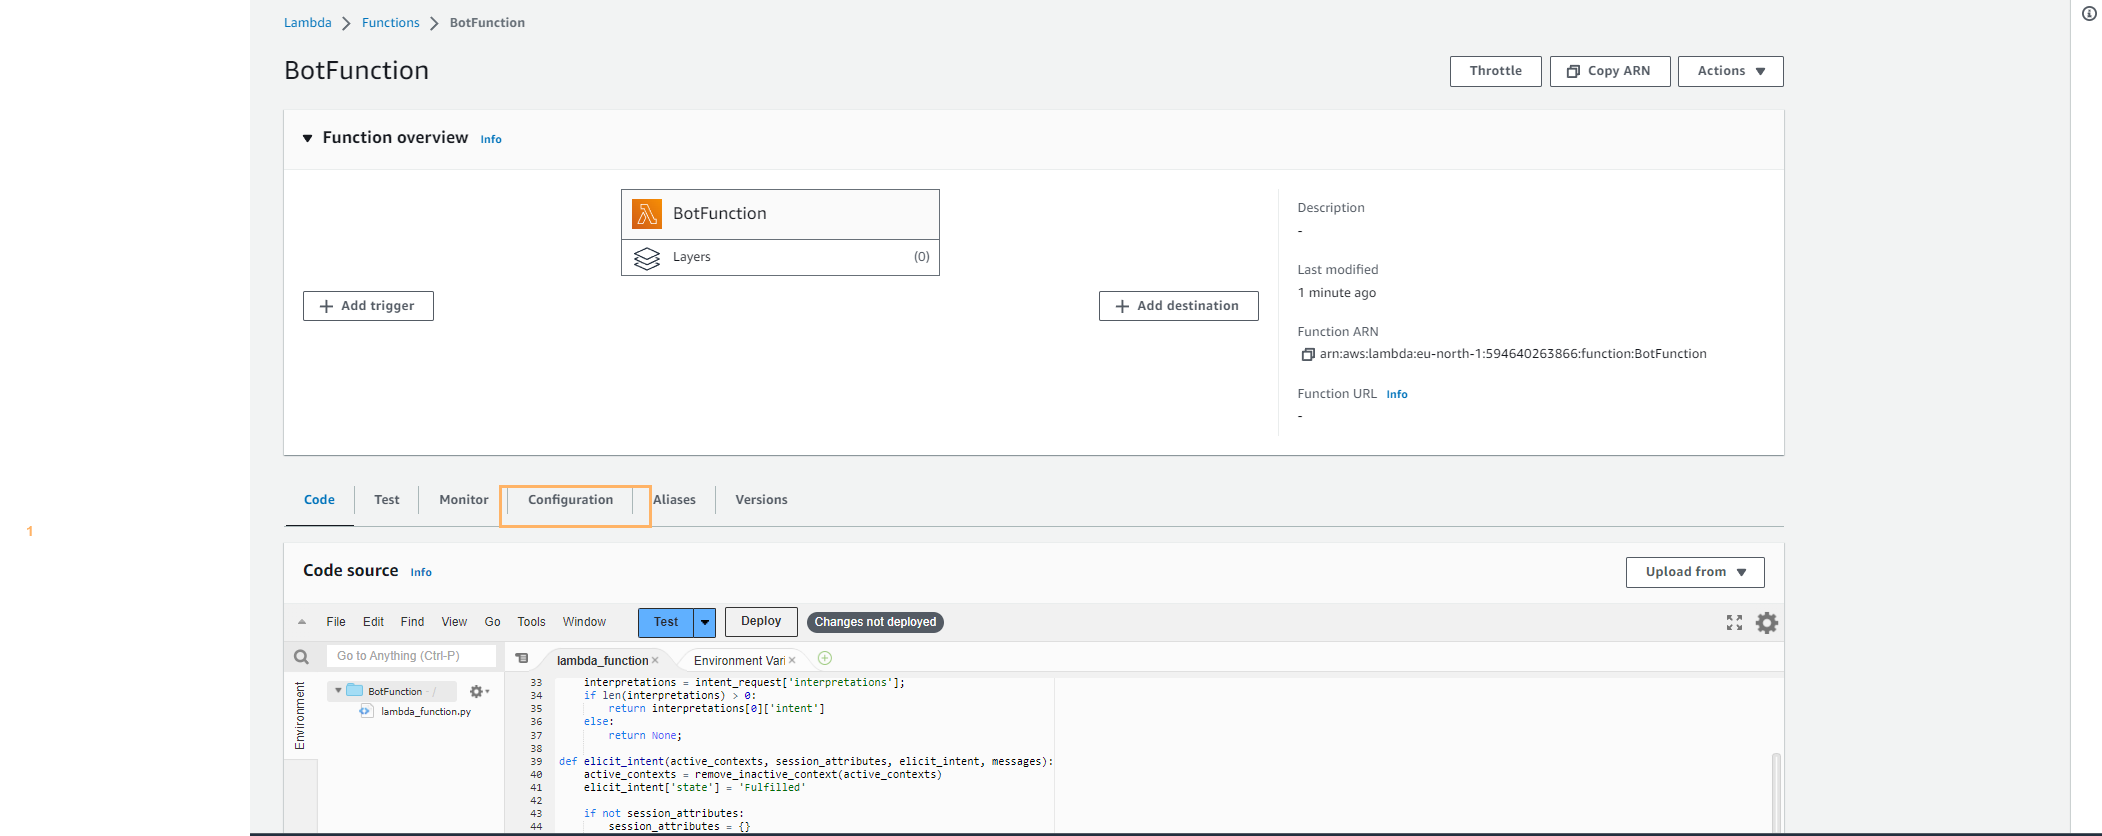 Lambda > Functions > BotFunction
BotFunction
Throttle Copy ARN Actions
Function overview Info
BotFunction
Layers (0)
Add trigger
Add destination
Description
-
Last modified
1 minute ago
Function ARN
arn:aws:lambda:eu-north-1:594640263866:function:BotFunction
Function URL Info
-
Code Test Monitor Configuration Aliases Versions
1
Code source Info
Upload from
File Edit Find View Go Tools Window Test Deploy Changes not deployed
Go to Anything (Ctrl-P)
lambda_function × Environment Vari ×
Environment
BotFunction - /
lambda_function.py
33 interpretations = intent_request['interpretations'];
34 if len(interpretations) > 0:
35 return interpretations[0]['intent']
36 else:
37 return None;
38
39 def elicit_intent(active_contexts, session_attributes, elicit_intent, messages):
40 active_contexts = remove_inactive_context(active_contexts)
41 elicit_intent['state'] = 'Fulfilled'
42
43 if not session_attributes:
44 session_attributes = {}